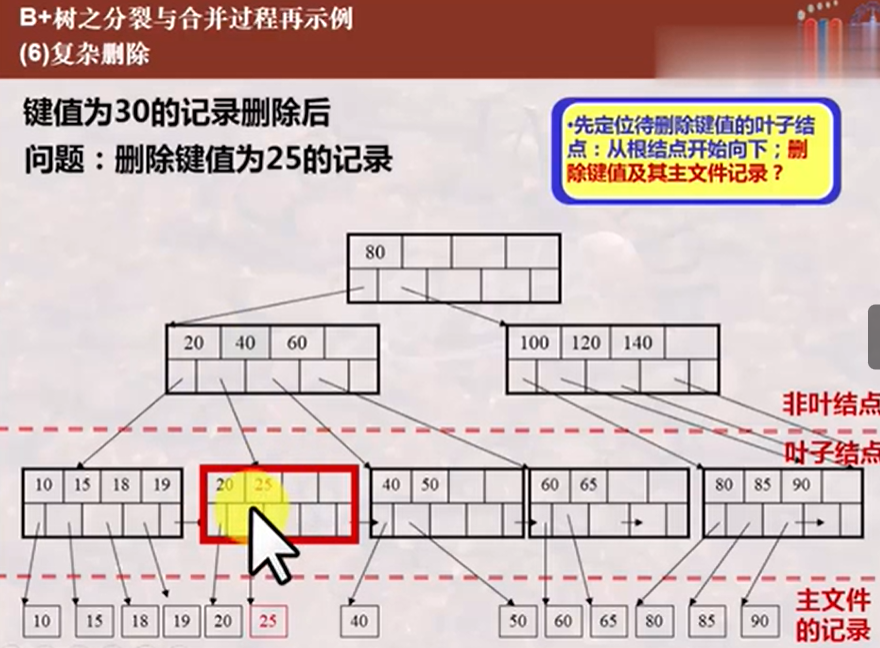 B+树之分裂与合并过程再示例
(6)复杂删除
键值为30的记录删除后
问题：删除键值为25的记录
•先定位待删除键值的叶子结
点：从根结点开始向下；删
除键值及其主文件记录？
80
20 40 60
100 120 140
非叶结点
叶子结点
10 15 18 19
20 25
40 50
60 65
80 85 90
10 15 18 19 20 25 40 50 60 65 80 85 90
主文件
的记录